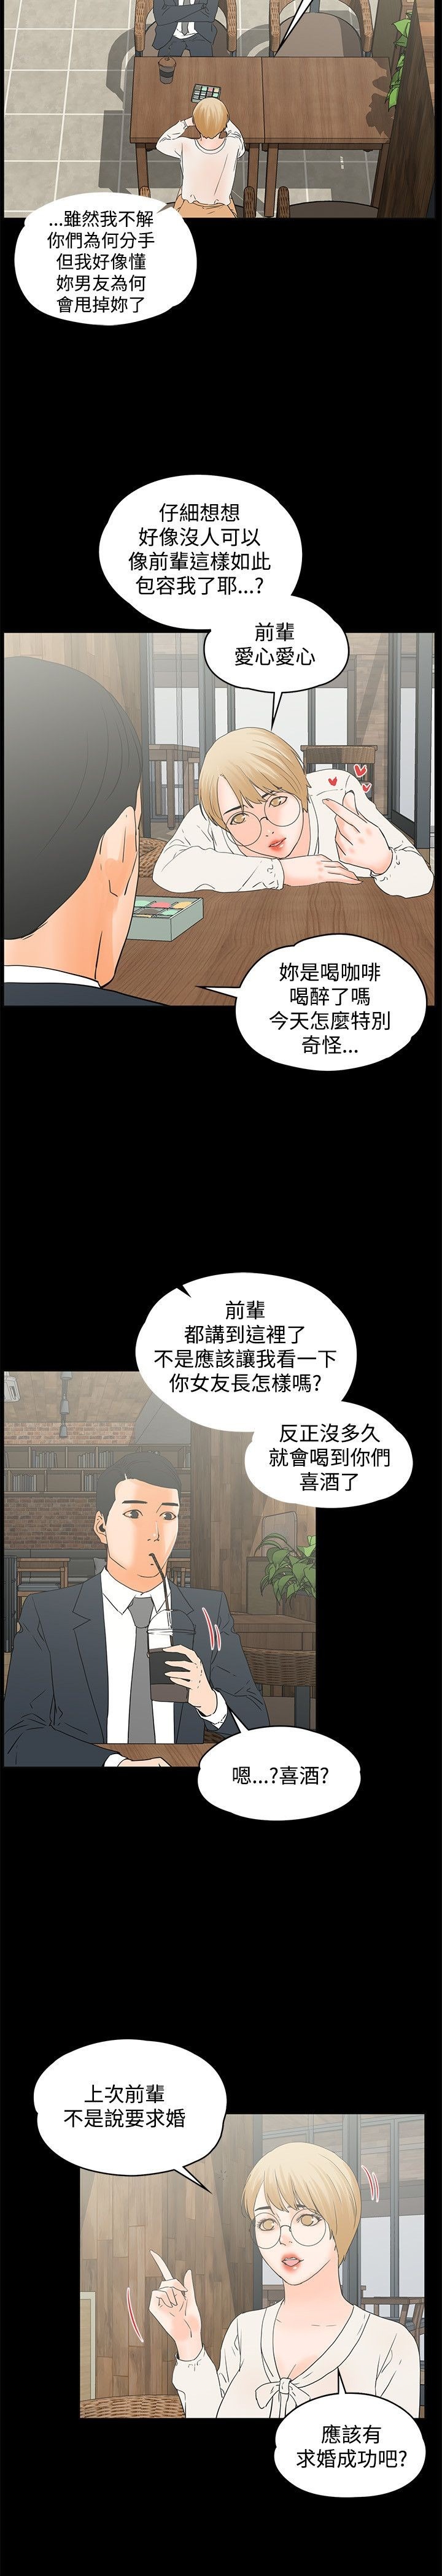 ...雖然我不解
你們為何分手
但我好像懂
妳男友為何
會甩掉妳了
仔細想想
好像沒人可以
像前輩這樣如此
包容我了耶...?
前輩
愛心愛心
妳是喝咖啡
喝醉了嗎
今天怎麼特別
奇怪...
前輩
都講到這裡了
不是應該讓我看一下
你女友長怎樣嗎?
反正沒多久
就會喝到你們
喜酒了
嗯...?喜酒?
上次前輩
不是說要求婚
應該有
求婚成功吧?